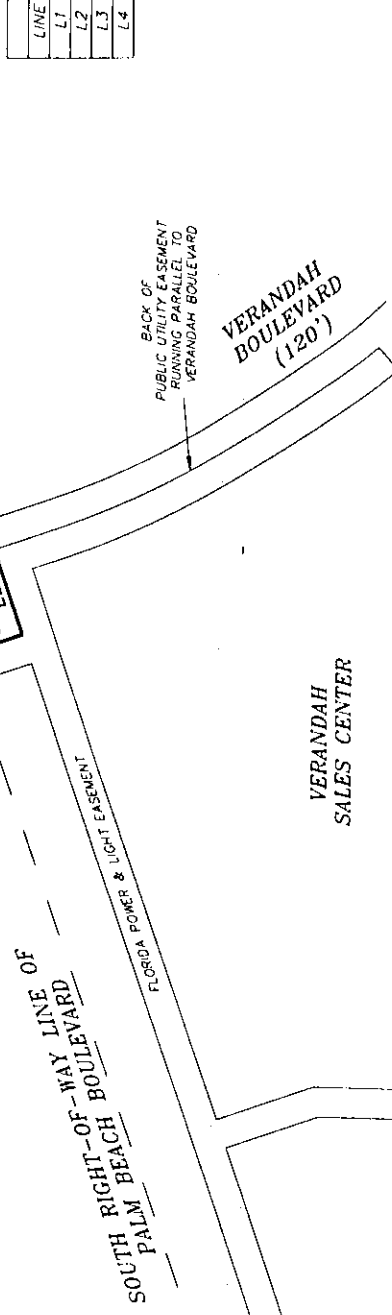 LINE
L1
L2
L3
L4
BACK OF
PUBLIC UTILITY EASEMENT
RUNNING PARALLEL TO
VERANDAH BOULEVARD
VERANDAH
BOULEVARD
(120')
SOUTH RIGHT-OF-WAY LINE OF
PALM BEACH BOULEVARD
FLORIDA POWER & LIGHT EASEMENT
VERANDAH
SALES CENTER